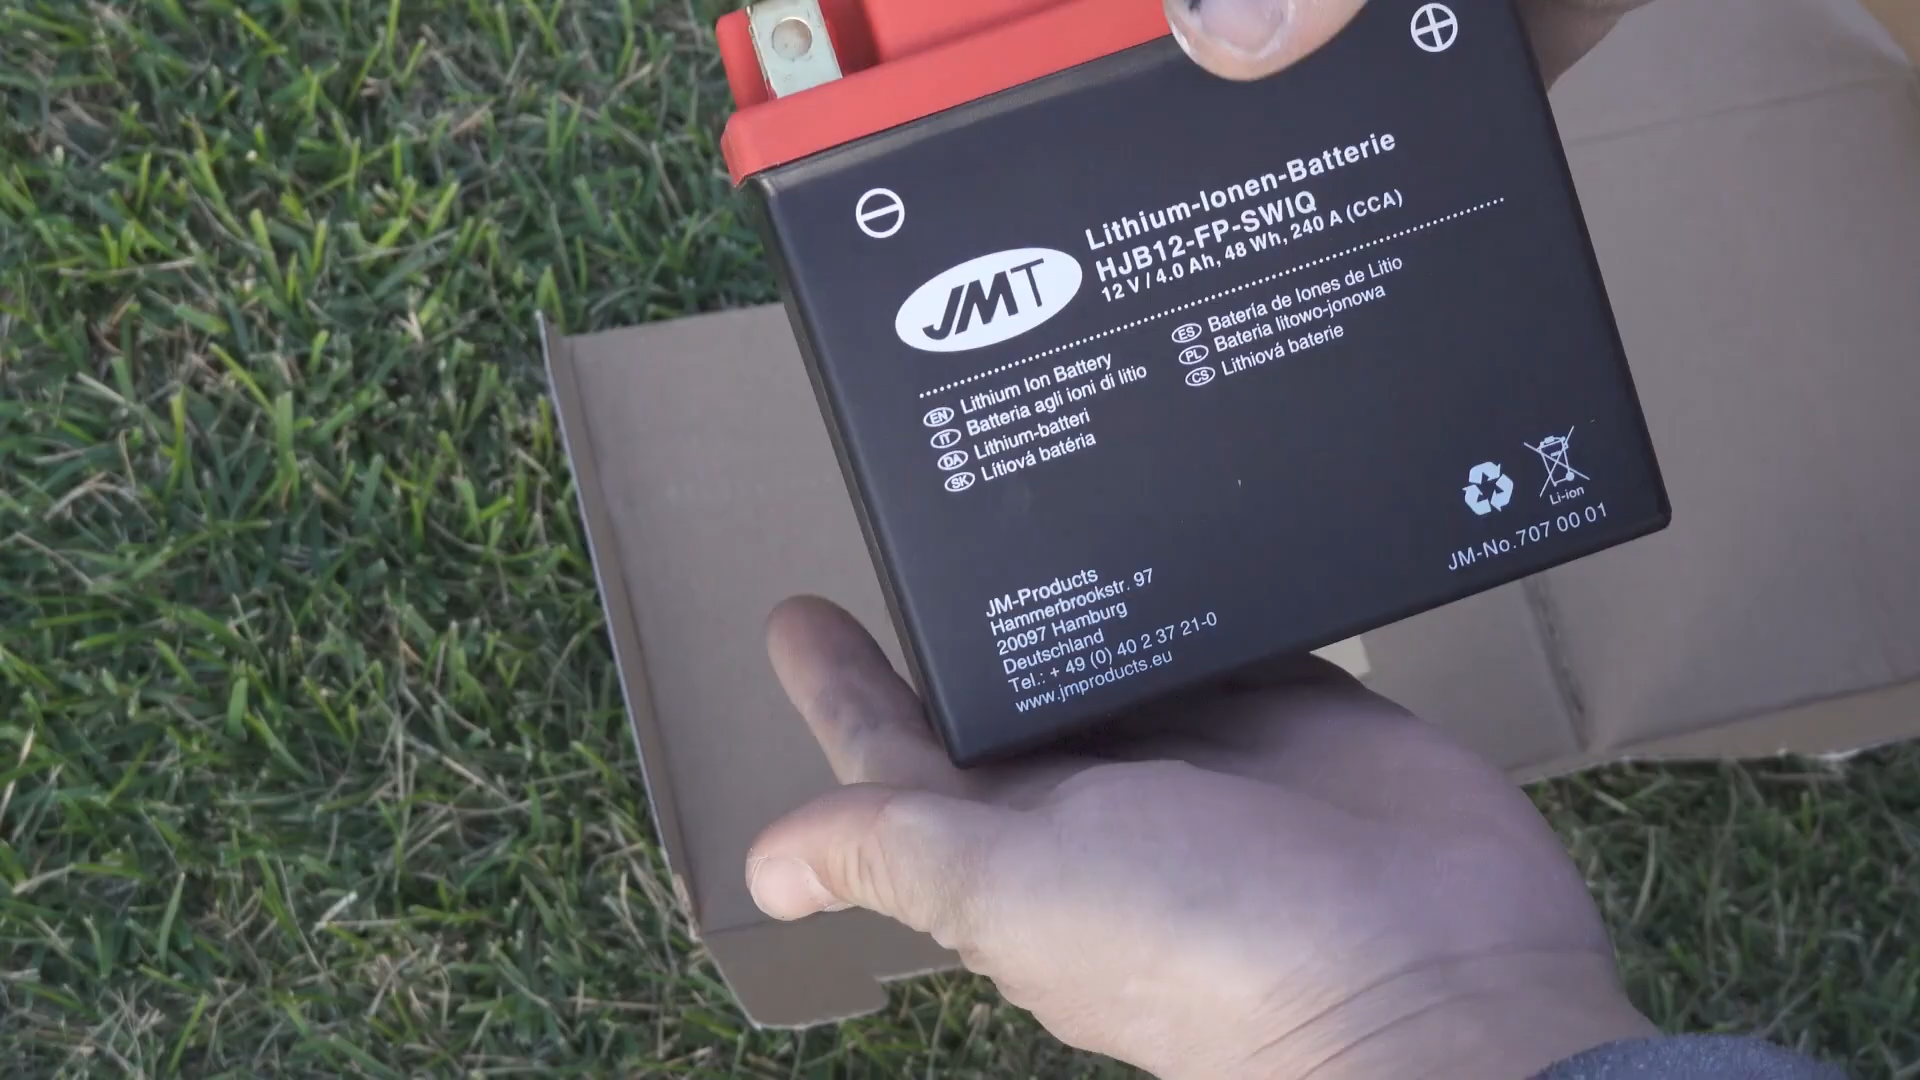 JMT
Lithium-Ionen-Batterie
HJB12-FP-SWIQ
12 V / 4.0 Ah, 48 Wh, 240 A (CCA)
EN Lithium Ion Battery
IT Batteria agli ioni di litio
DA Lithium-batteri
SK Lítiová batéria
ES Batería de Iones de Litio
PL Bateria litowo-jonowa
CS Lithiová baterie
Li-ion
JM-No.707 00 01
JM-Products
Hammerbrookstr. 97
20097 Hamburg
Deutschland
Tel.: + 49 (0) 40 2 37 21-0
www.jmproducts.eu